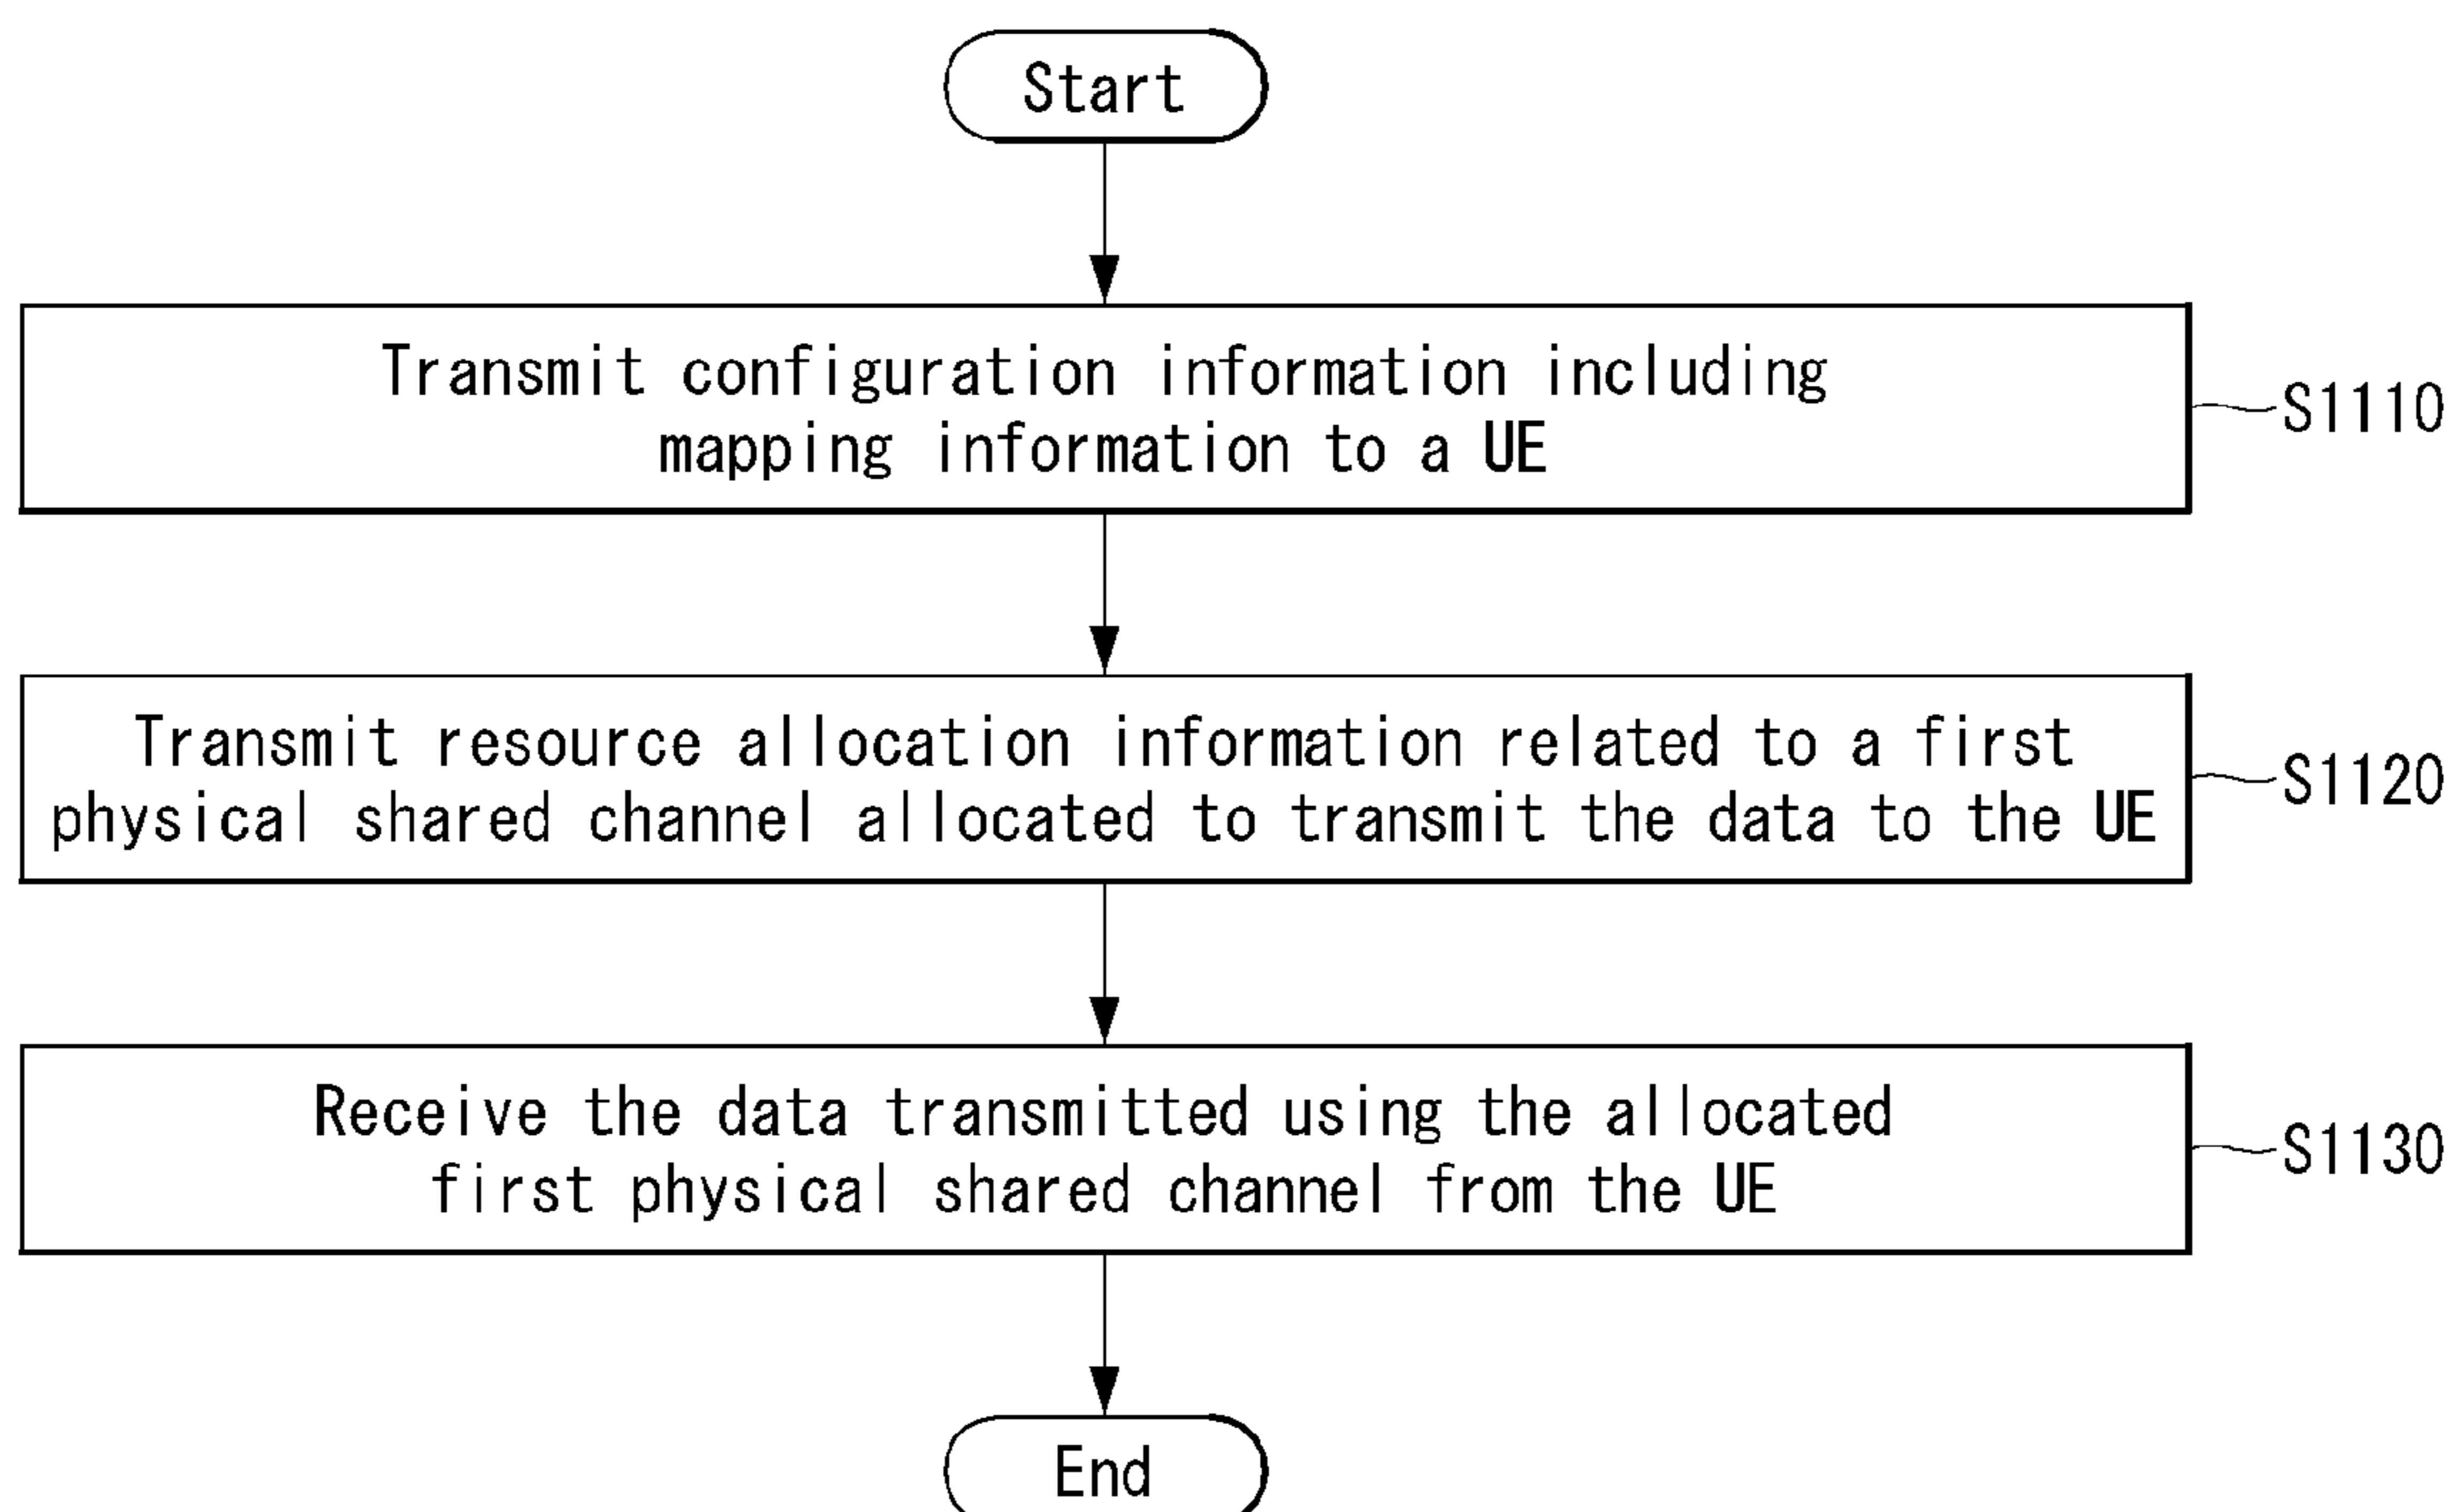 Start
Transmit configuration information including
mapping information to a UE
S1110
Transmit resource allocation information related to a first
physical shared channel allocated to transmit the data to the UE
S1120
Receive the data transmitted using the allocated
first physical shared channel from the UE
S1130
End